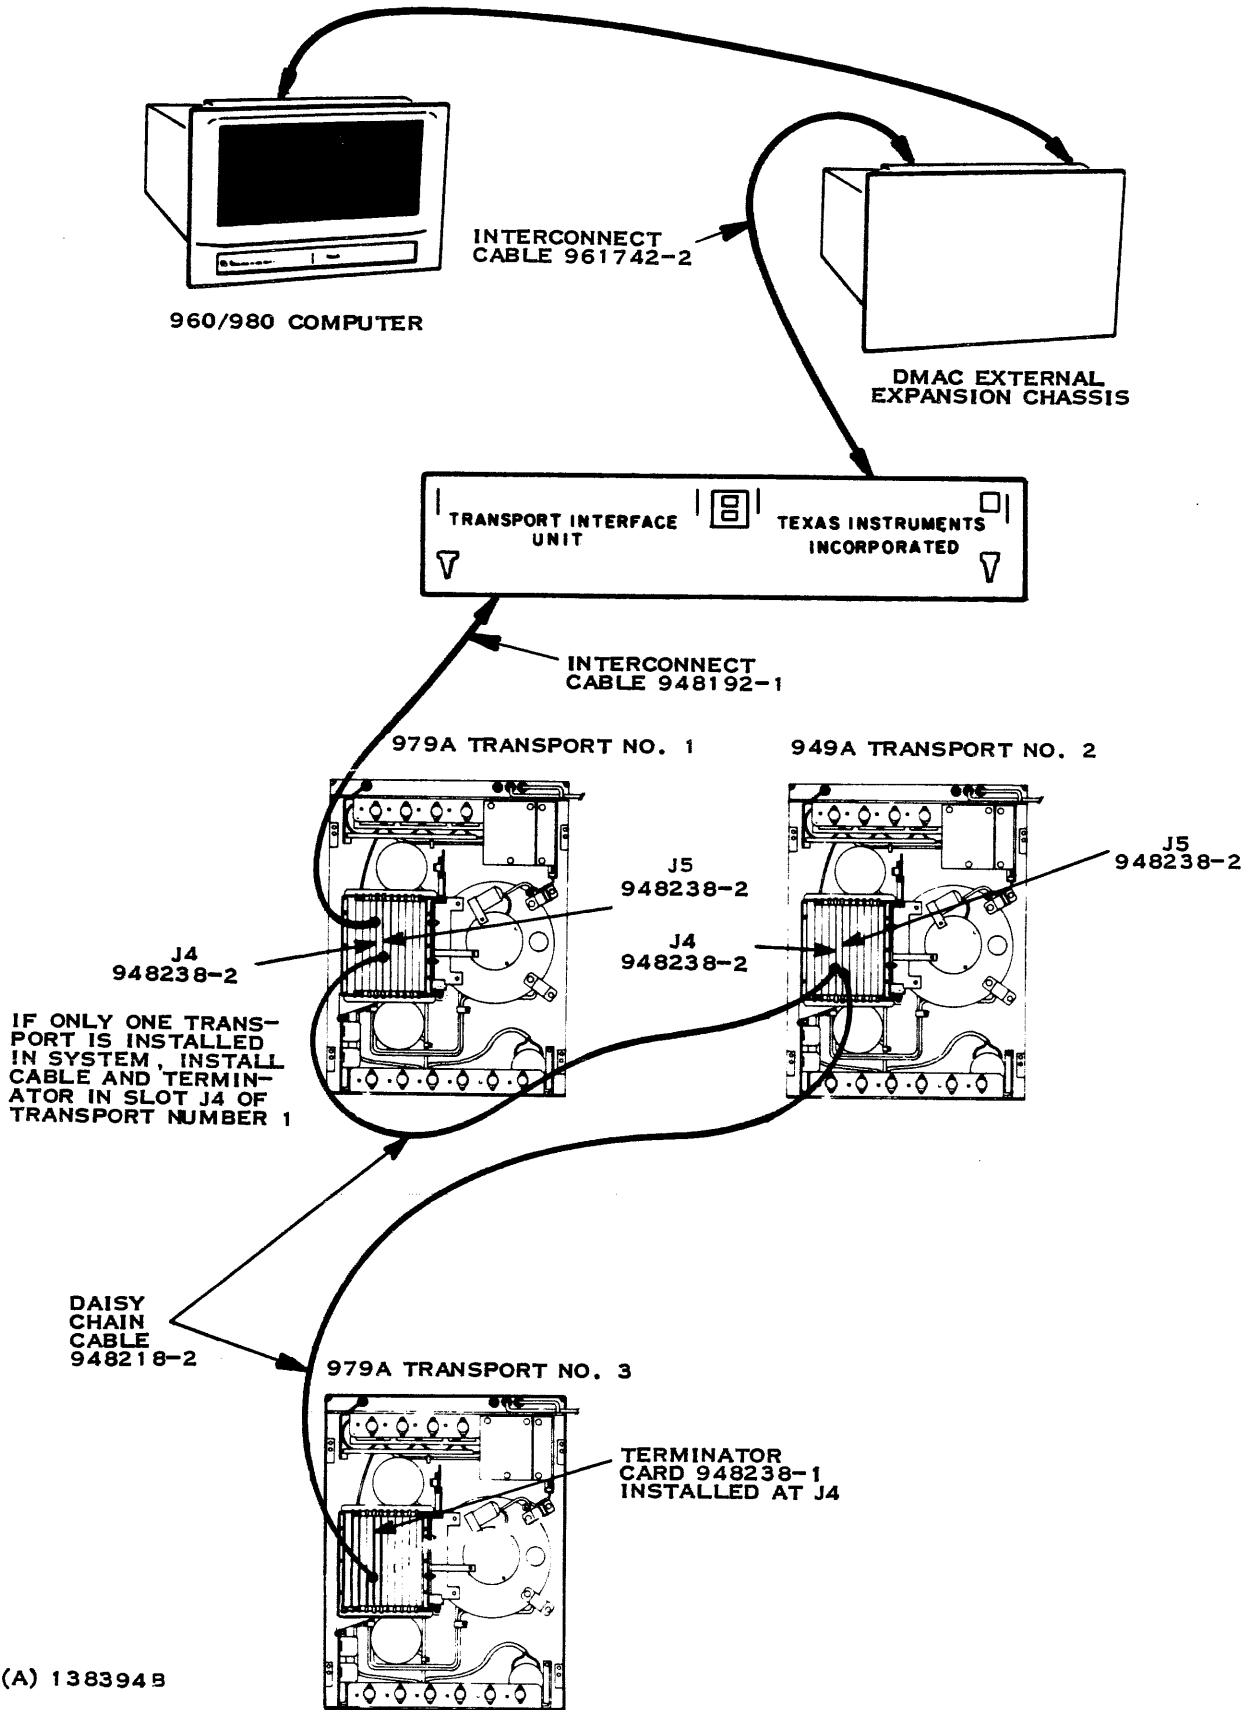 INTERCONNECT
CABLE 961742-2
960/980 COMPUTER
DMAC EXTERNAL
EXPANSION CHASSIS
TRANSPORT INTERFACE
UNIT
TEXAS INSTRUMENTS
INCORPORATED
INTERCONNECT
CABLE 948192-1
979A TRANSPORT NO. 1
949A TRANSPORT NO. 2
J5
948238-2
J5
948238-2
J4
948238-2
J4
948238-2
IF ONLY ONE TRANS-
PORT IS INSTALLED
IN SYSTEM, INSTALL
CABLE AND TERMIN-
ATOR IN SLOT J4 OF
TRANSPORT NUMBER 1
DAISY
CHAIN
CABLE
948218-2
979A TRANSPORT NO. 3
TERMINATOR
CARD 948238-1
INSTALLED AT J4
(A) 138394B